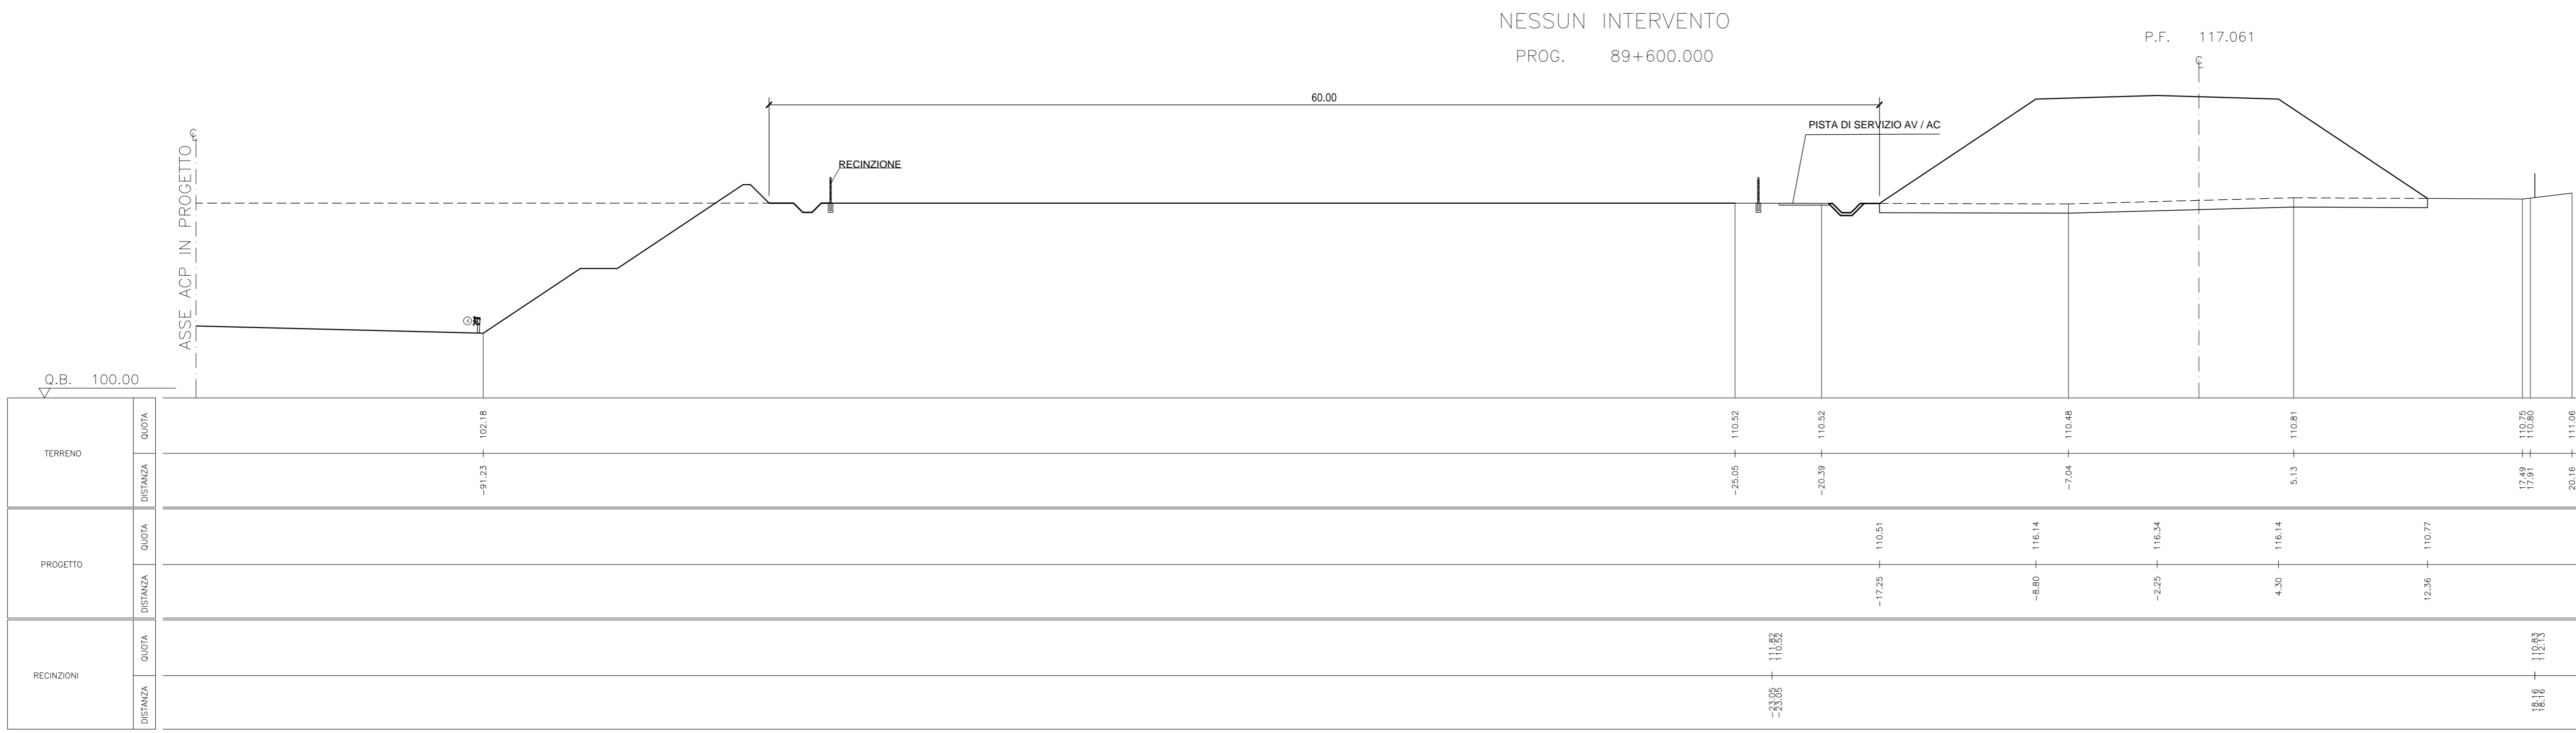 NESSUN INTERVENTO
PROG. 89+600.000
P.F. 117.061
60.00
PISTA DI SERVIZIO AV / AC
RECINZIONE
ASSE ACP IN PROGETTO
Q.B. 100.00
TERRENO
QUOTA
102.18
110.52
110.52
110.48
110.81
110.75
110.80
111.06
DISTANZA
-91.23
-25.05
-20.39
-7.04
5.13
17.49
17.91
20.16
PROGETTO
QUOTA
110.51
116.14
116.34
116.14
110.77
DISTANZA
-17.25
-8.80
-2.25
4.30
12.36
RECINZIONI
QUOTA
111.82
110.52
110.83
112.13
DISTANZA
-23.05
-23.05
18.16
18.16